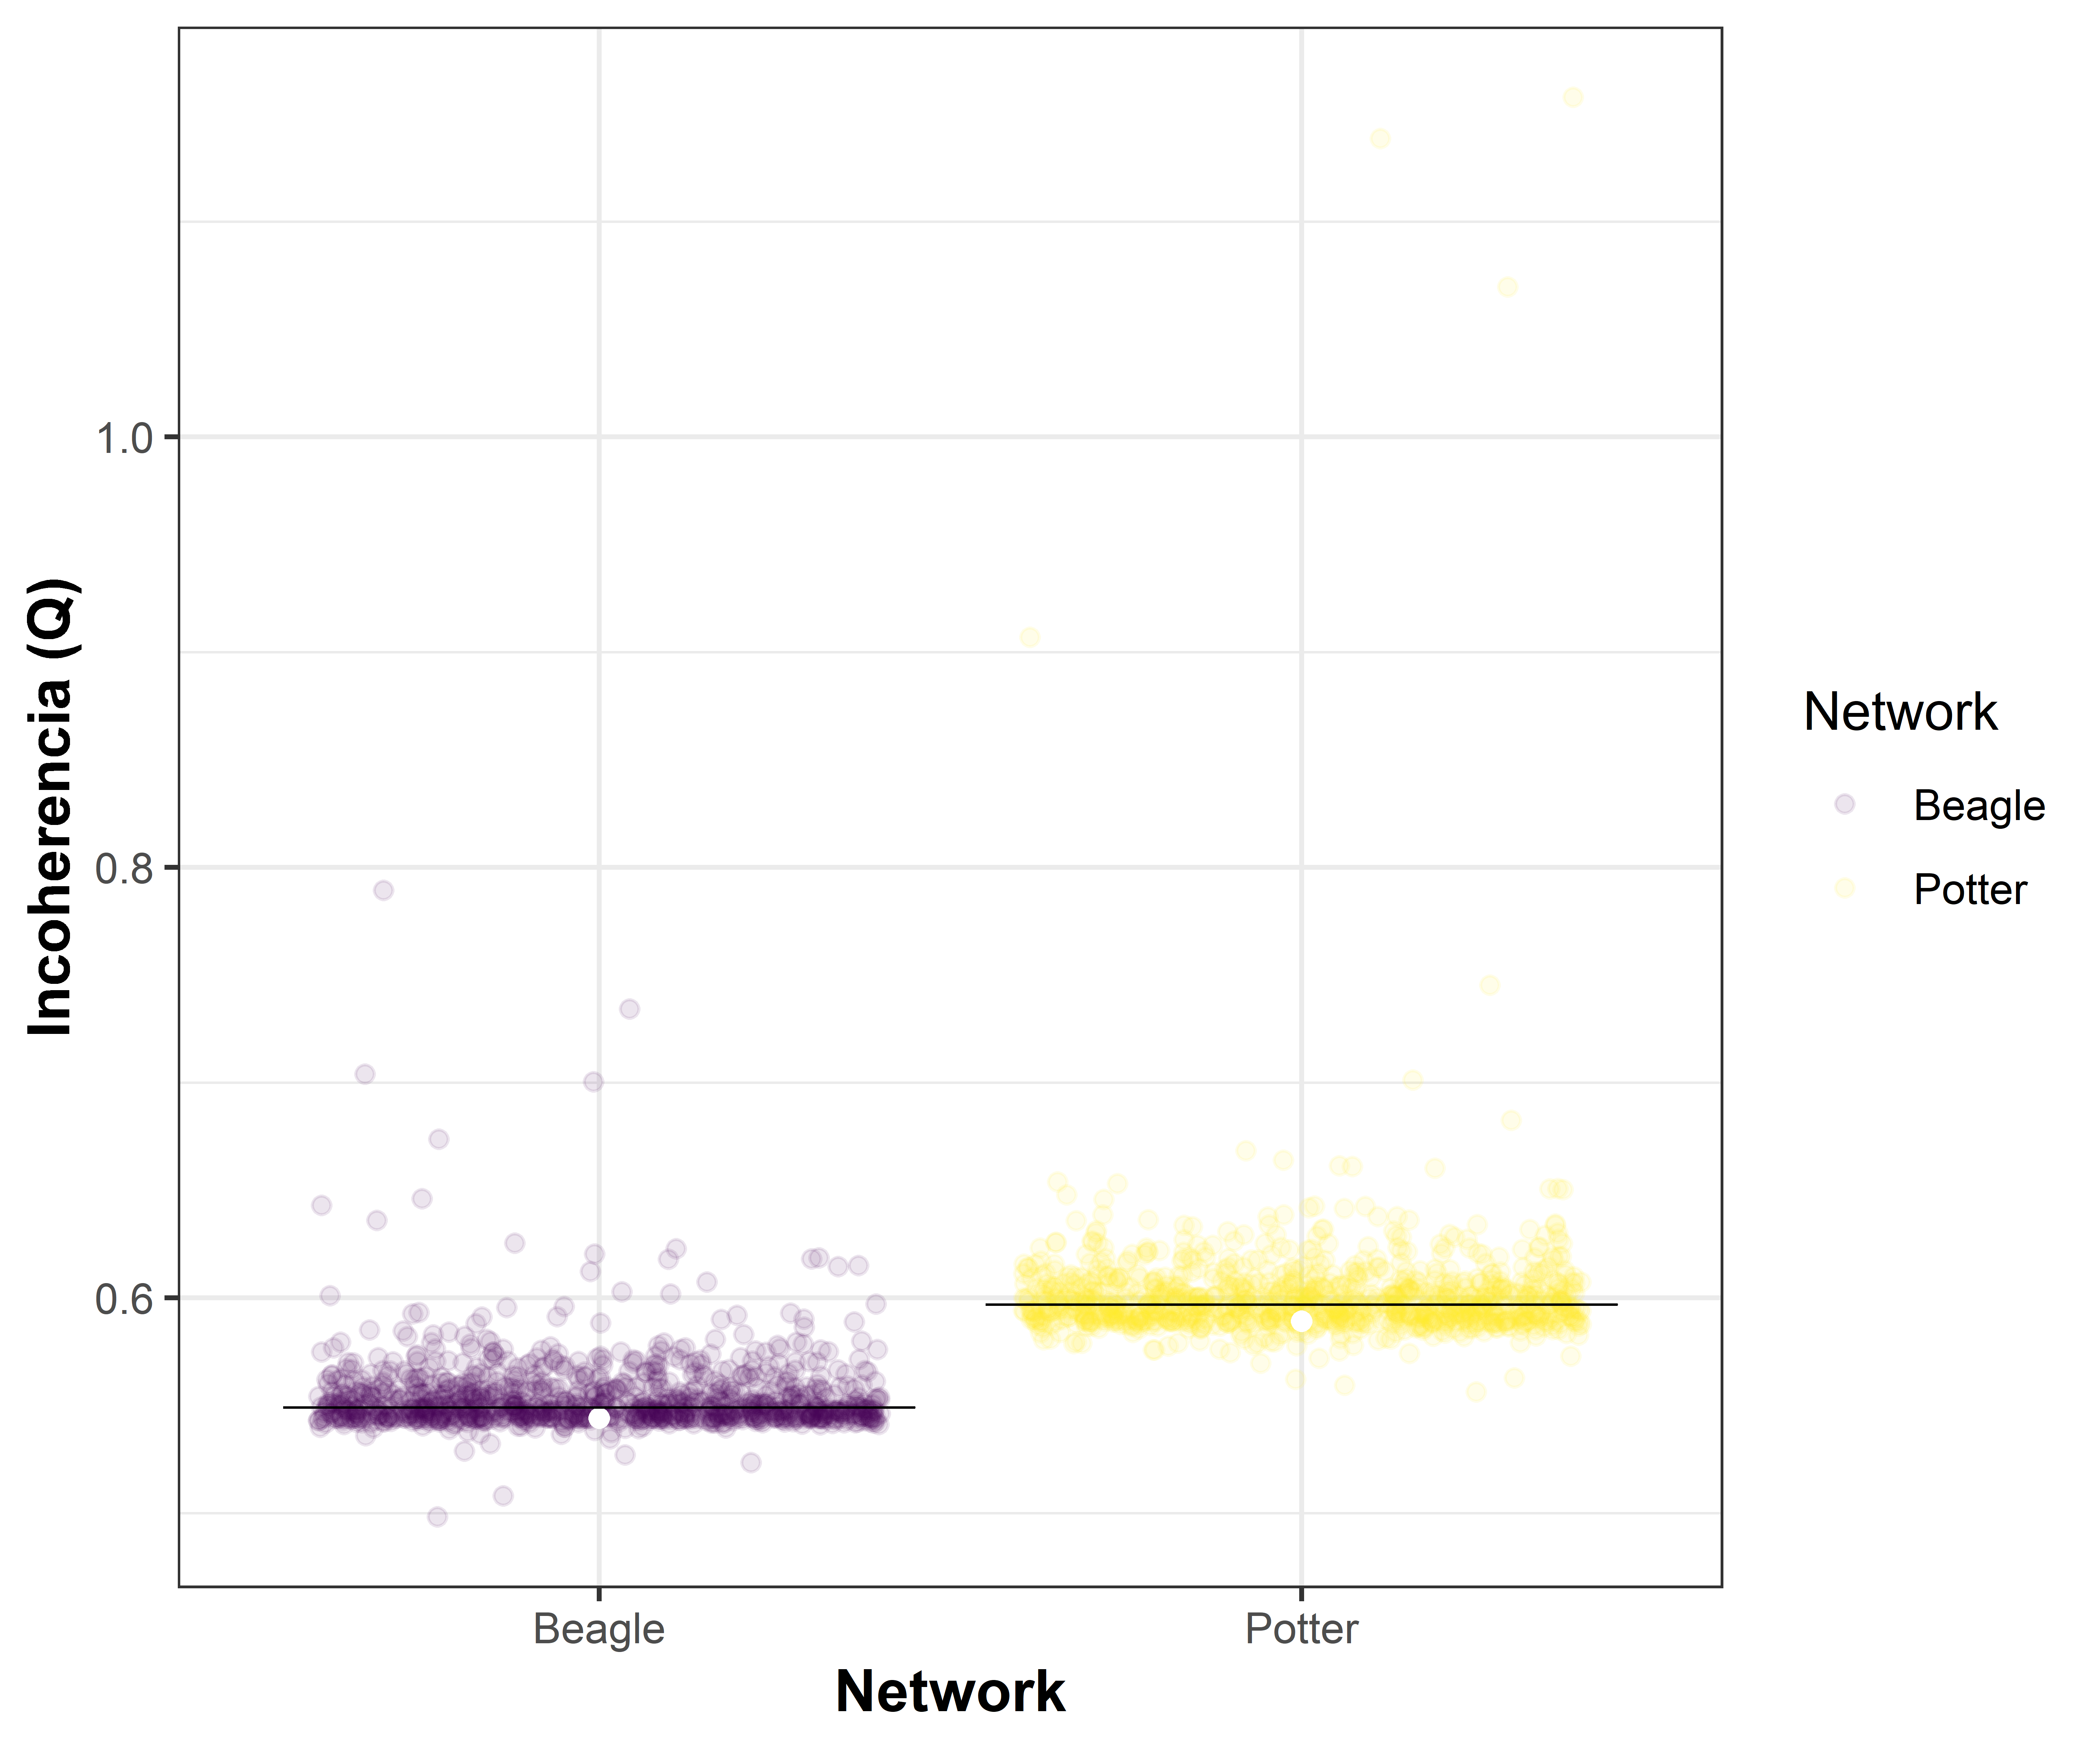 Incoherencia (Q)
1.0
0.8
0.6
Beagle
Potter
Network
Network
Beagle
Potter